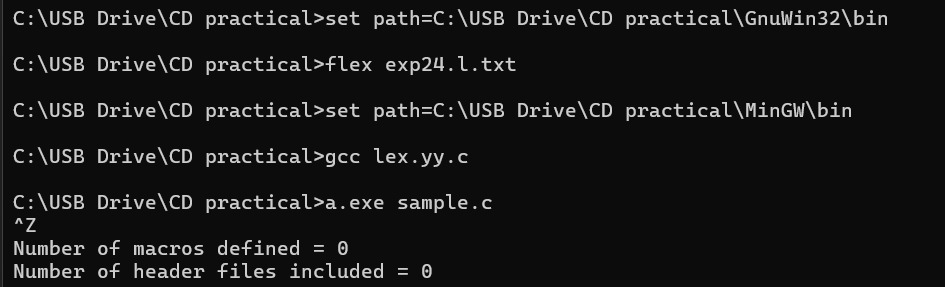 C:\USB Drive\CD practical>set path=C:\USB Drive\CD practical\GnuWin32\bin
C:\USB Drive\CD practical>flex exp24.l.txt
C:\USB Drive\CD practical>set path=C:\USB Drive\CD practical\MinGW\bin
C:\USB Drive\CD practical>gcc lex.yy.c
C:\USB Drive\CD practical>a.exe sample.c
^Z
Number of macros defined = 0
Number of header files included = 0